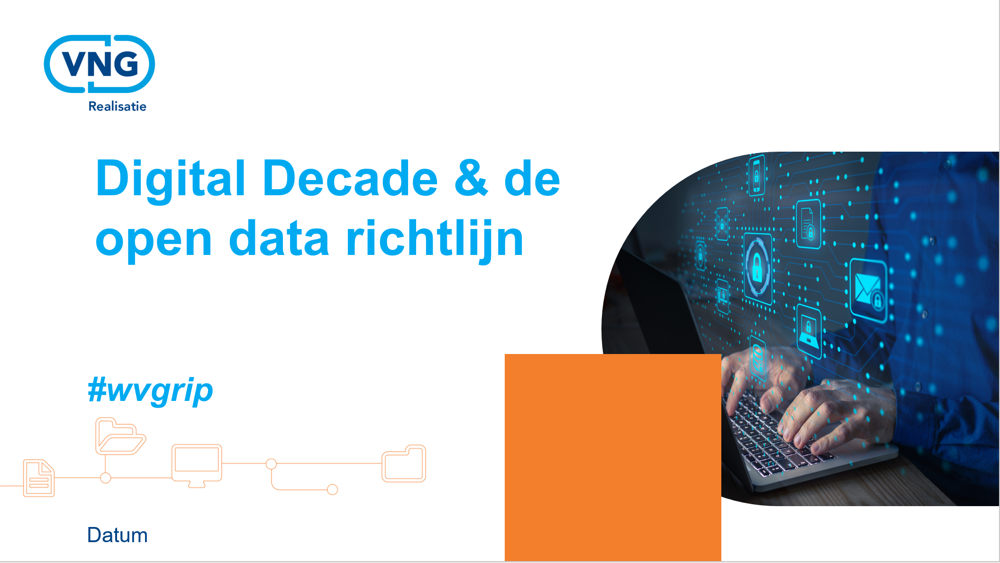 VNG
Realisatie
Digital Decade & de
open data richtlijn
#wvgrip
Datum